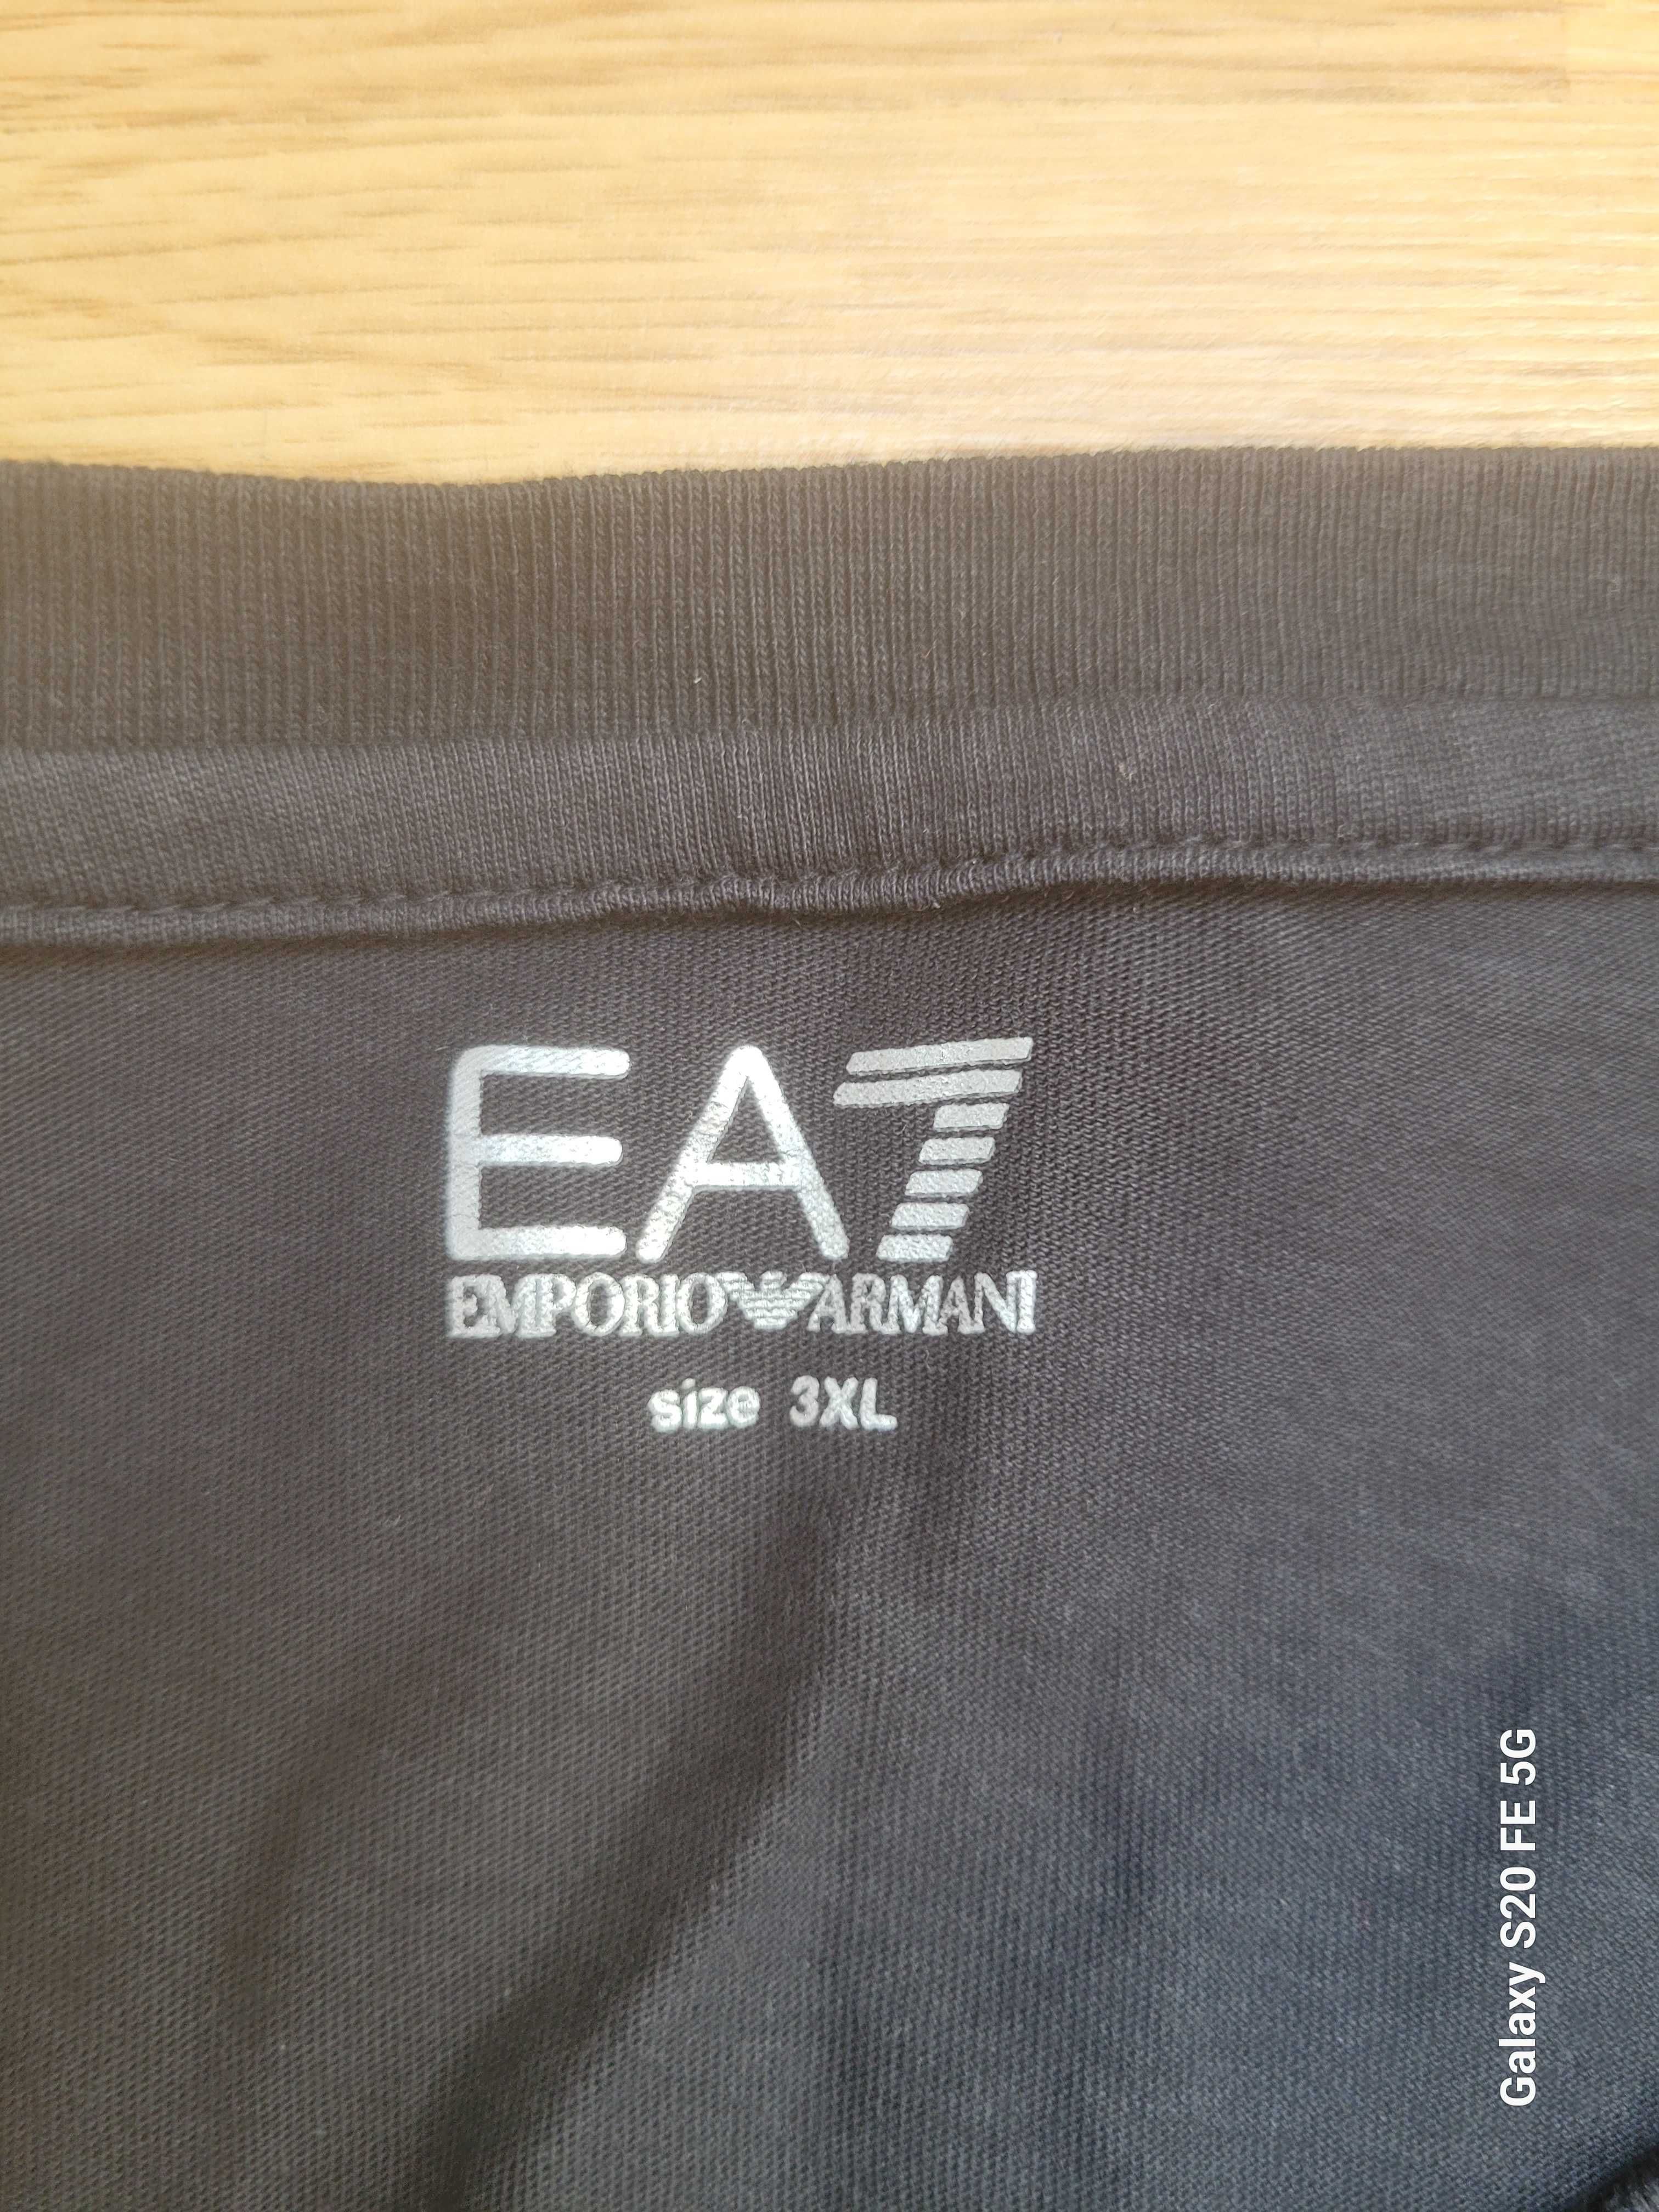 EA7
EMPORIO ARMANI
size 3XL
Galaxy S20 FE 5G